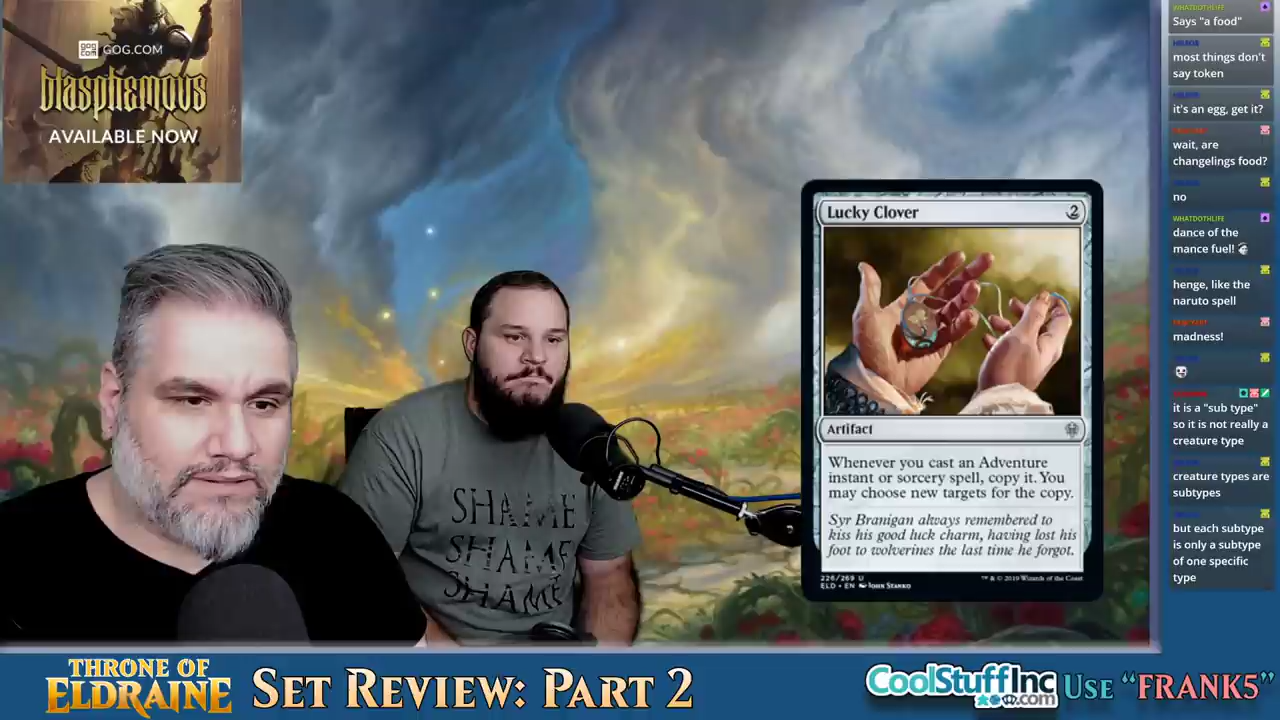 gog
com
GOG.COM
blasphemous
AVAILABLE NOW
SHAME
SHAME
SHAME
Lucky Clover
2
Artifact
Whenever you cast an Adventure
instant or sorcery spell, copy it. You
may choose new targets for the copy.
Syr Branigan always remembered to
kiss his good luck charm, having lost his
foot to wolverines the last time he forgot.
226/269 U
ELD • EN John Stanko
™ & © 2019 Wizards of the Coast
WHATDOTHLIFE
Says "a food"
most things don't
say token
it's an egg, get it?
wait, are
changelings food?
no
WHATDOTHLIFE
dance of the
mance fuel!
henge, like the
naruto spell
madness!
it is a "sub type"
so it is not really a
creature type
creature types are
subtypes
but each subtype
is only a subtype
of one specific
type
THRONE OF
ELDRAINE
Set Review: Part 2
CoolStuffInc
.com
Use "FRANK5"